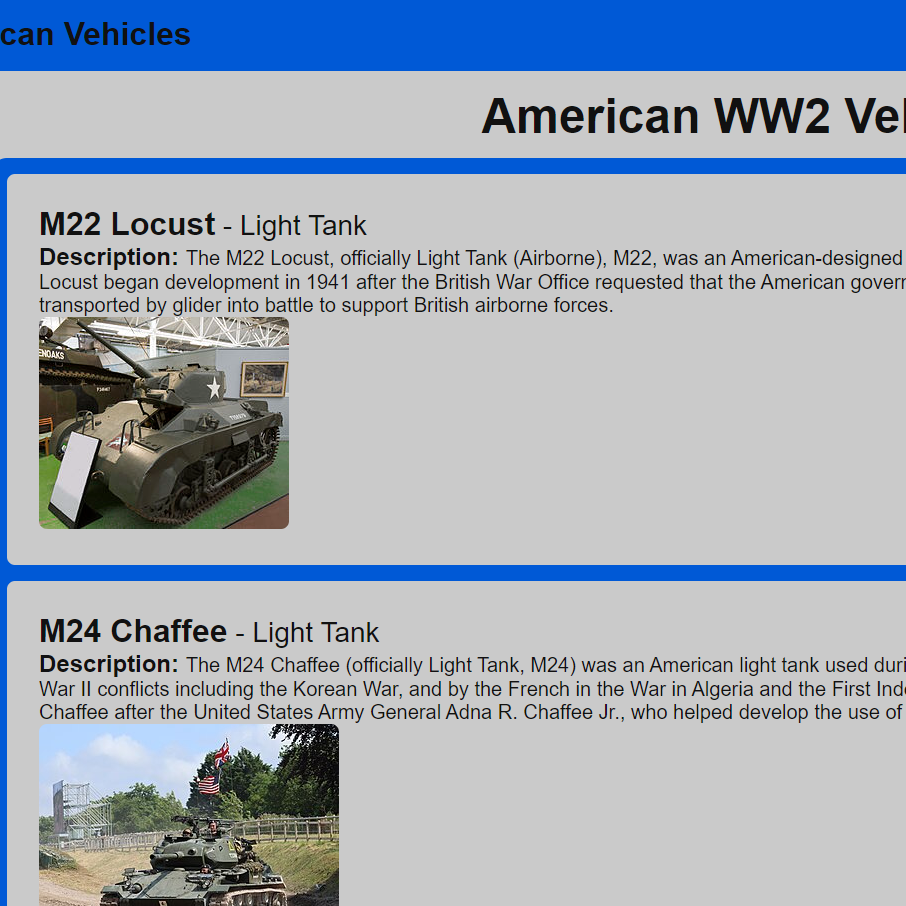 can Vehicles
American WW2 Veh
M22 Locust - Light Tank
Description: The M22 Locust, officially Light Tank (Airborne), M22, was an American-designed
Locust began development in 1941 after the British War Office requested that the American govern
transported by glider into battle to support British airborne forces.
ENOAKS
M24 Chaffee - Light Tank
Description: The M24 Chaffee (officially Light Tank, M24) was an American light tank used duri
War II conflicts including the Korean War, and by the French in the War in Algeria and the First Ind
Chaffee after the United States Army General Adna R. Chaffee Jr., who helped develop the use of